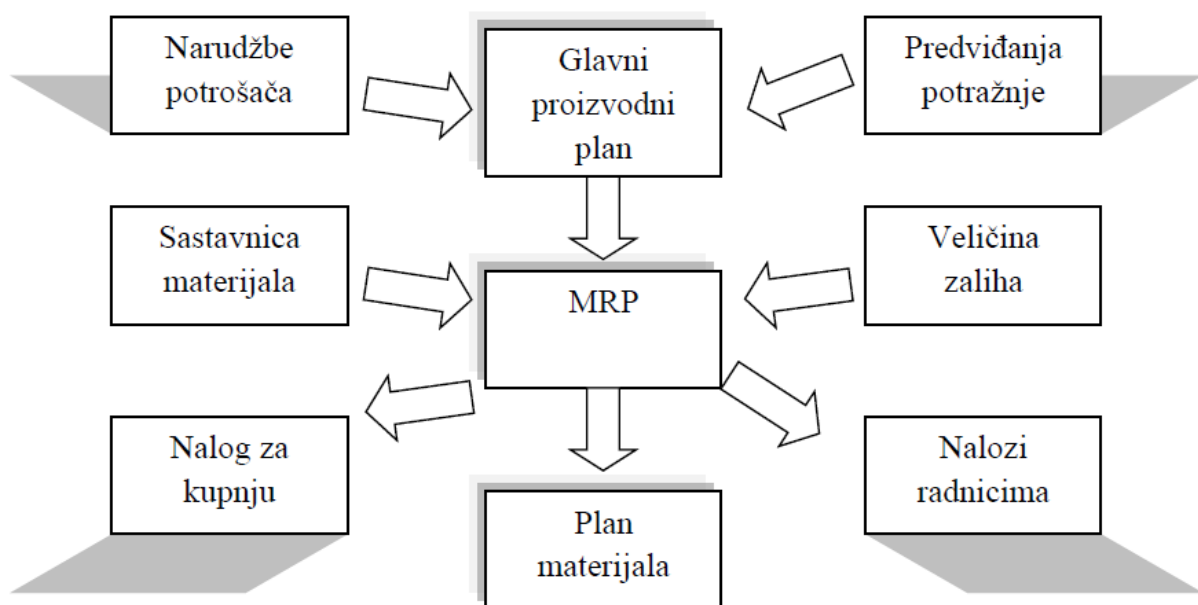 Narudžbe
potrošača
Glavni
proizvodni
plan
Predviđanja
potražnje
Sastavnica
materijala
MRP
Veličina
zaliha
Nalog za
kupnju
Plan
materijala
Nalozi
radnicima